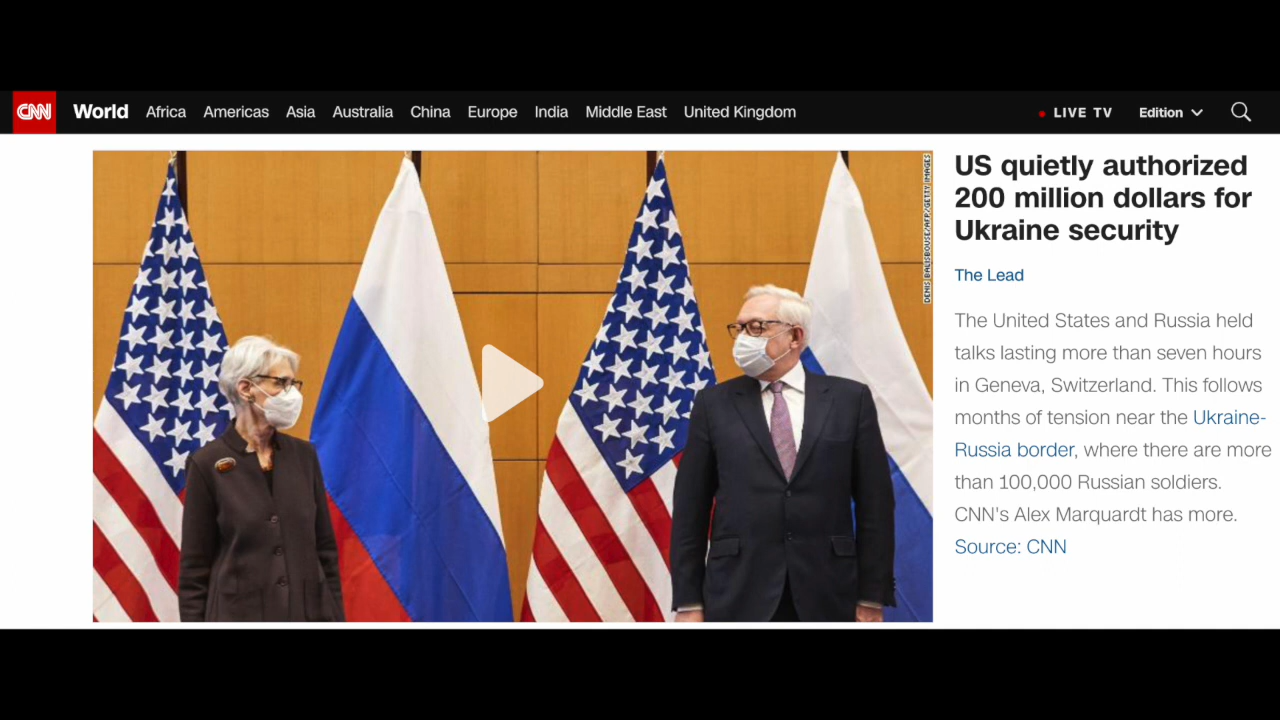 CNN World Africa Americas Asia Australia China Europe India Middle East United Kingdom LIVE TV Edition
DENIS BALIBOUSE/AFP/GETTY IMAGES
US quietly authorized
200 million dollars for
Ukraine security
The Lead
The United States and Russia held
talks lasting more than seven hours
in Geneva, Switzerland. This follows
months of tension near the Ukraine-
Russia border, where there are more
than 100,000 Russian soldiers.
CNN's Alex Marquardt has more.
Source: CNN